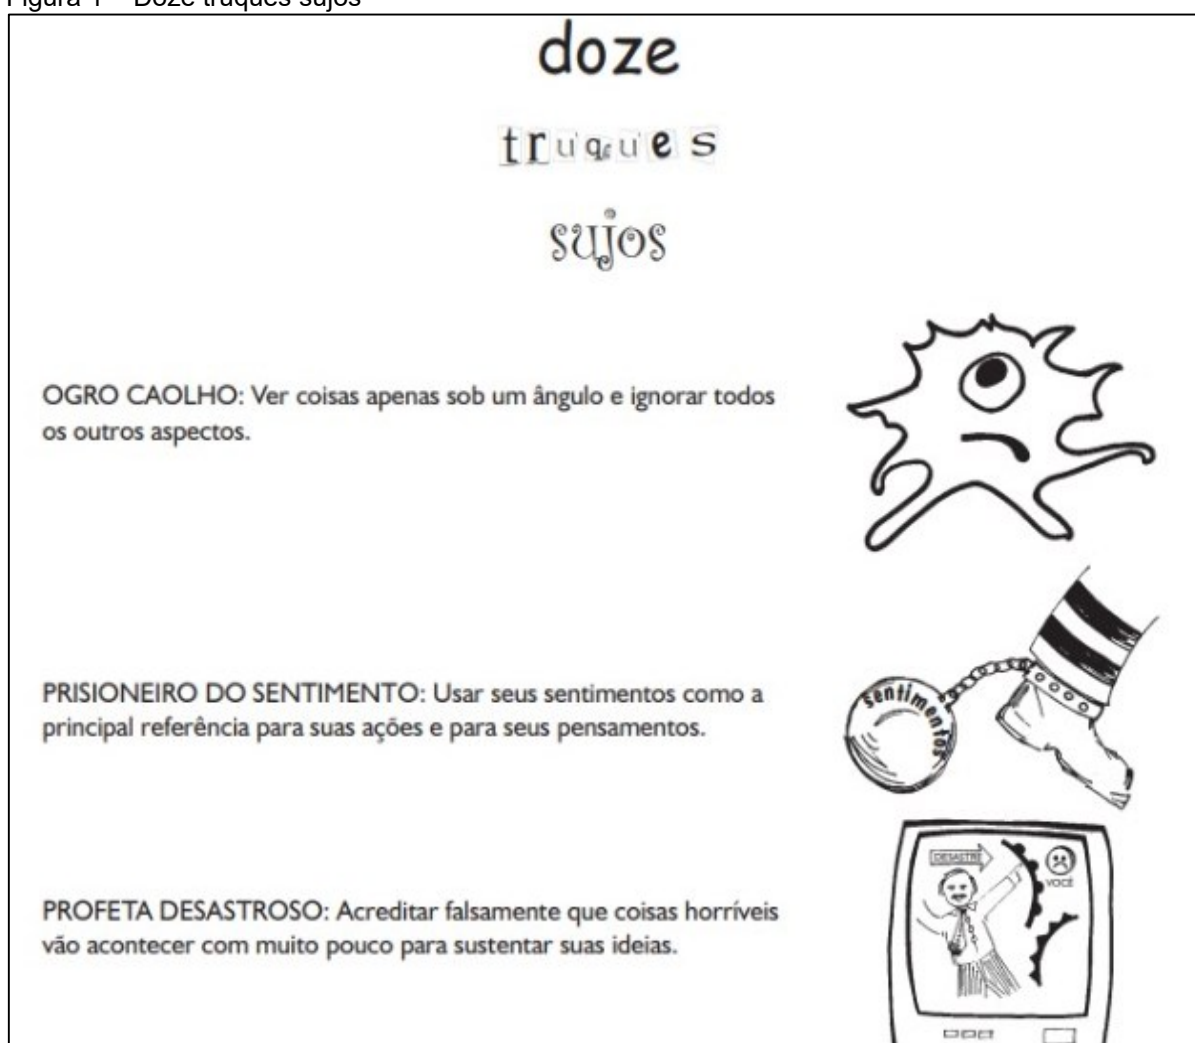 Figura 1 – Doze truques sujos
doze
truques
sujos
OGRO CAOLHO: Ver coisas apenas sob um ângulo e ignorar todos
os outros aspectos.
PRISIONEIRO DO SENTIMENTO: Usar seus sentimentos como a
principal referência para suas ações e para seus pensamentos.
sentimentos
DESASTRE
VOCÊ
PROFETA DESASTROSO: Acreditar falsamente que coisas horríveis
vão acontecer com muito pouco para sustentar suas ideias.